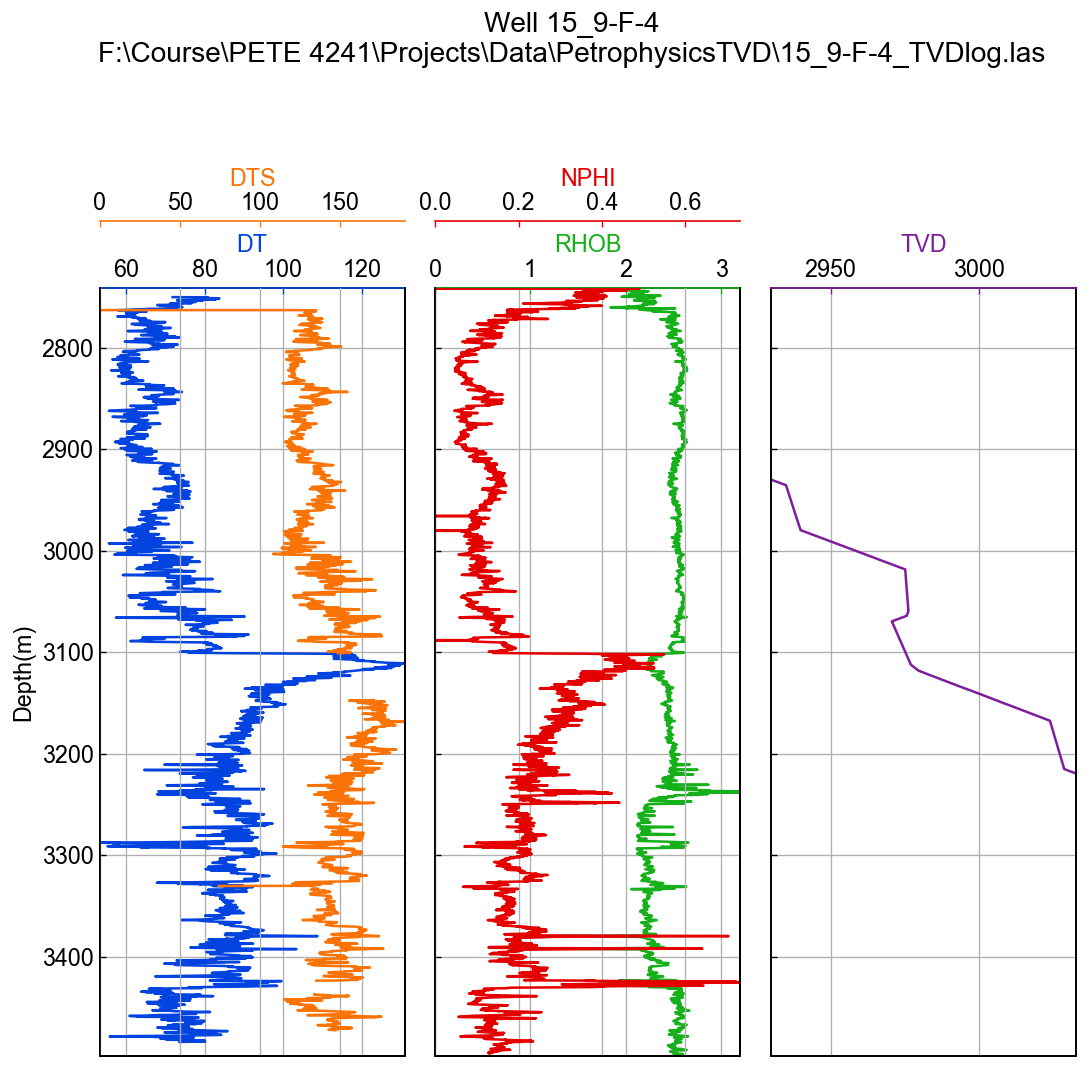 Well 15_9-F-4
F:\Course\PETE 4241\Projects\Data\PetrophysicsTVD\15_9-F-4_TVDlog.las
DTS
0 50 100 150
DT
60 80 100 120
NPHI
0.0 0.2 0.4 0.6
RHOB
0 1 2 3
TVD
2950 3000
Depth(m)
2800
2900
3000
3100
3200
3300
3400